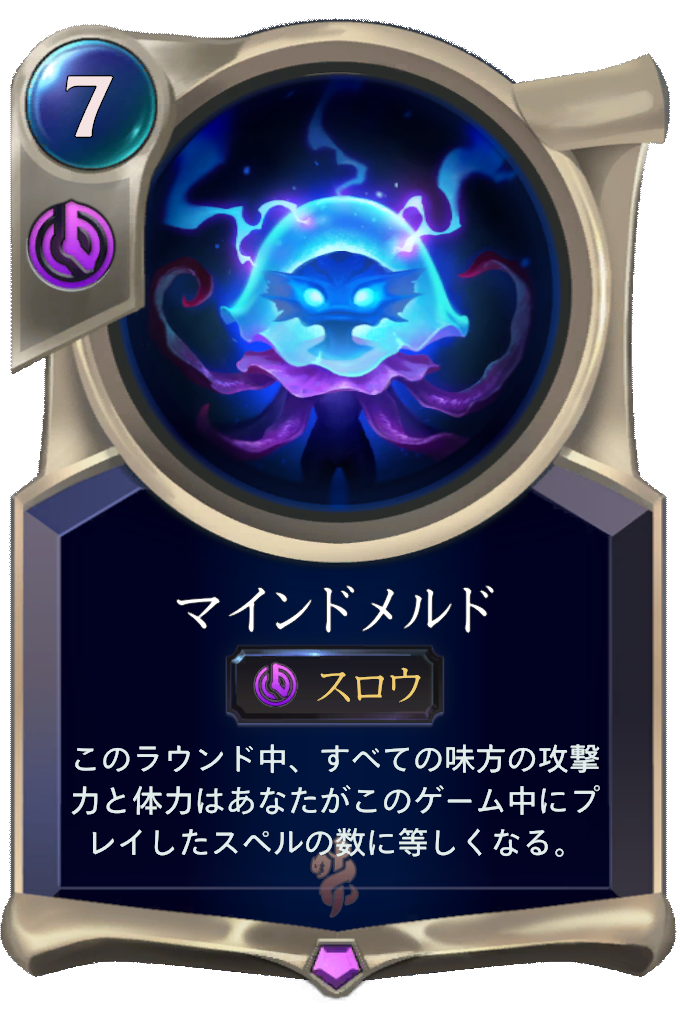 7
マインドメルド
スロウ
このラウンド中、すべての味方の攻撃
力と体力はあなたがこのゲーム中にプ
レイしたスペルの数に等しくなる。